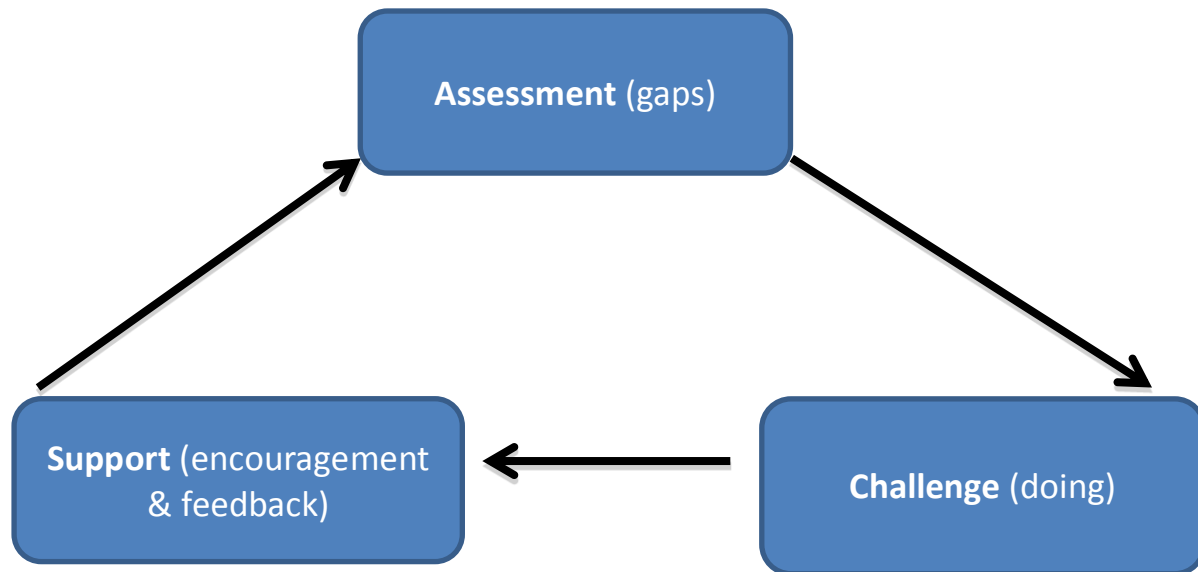 Assessment (gaps)
Support (encouragement
& feedback)
Challenge (doing)